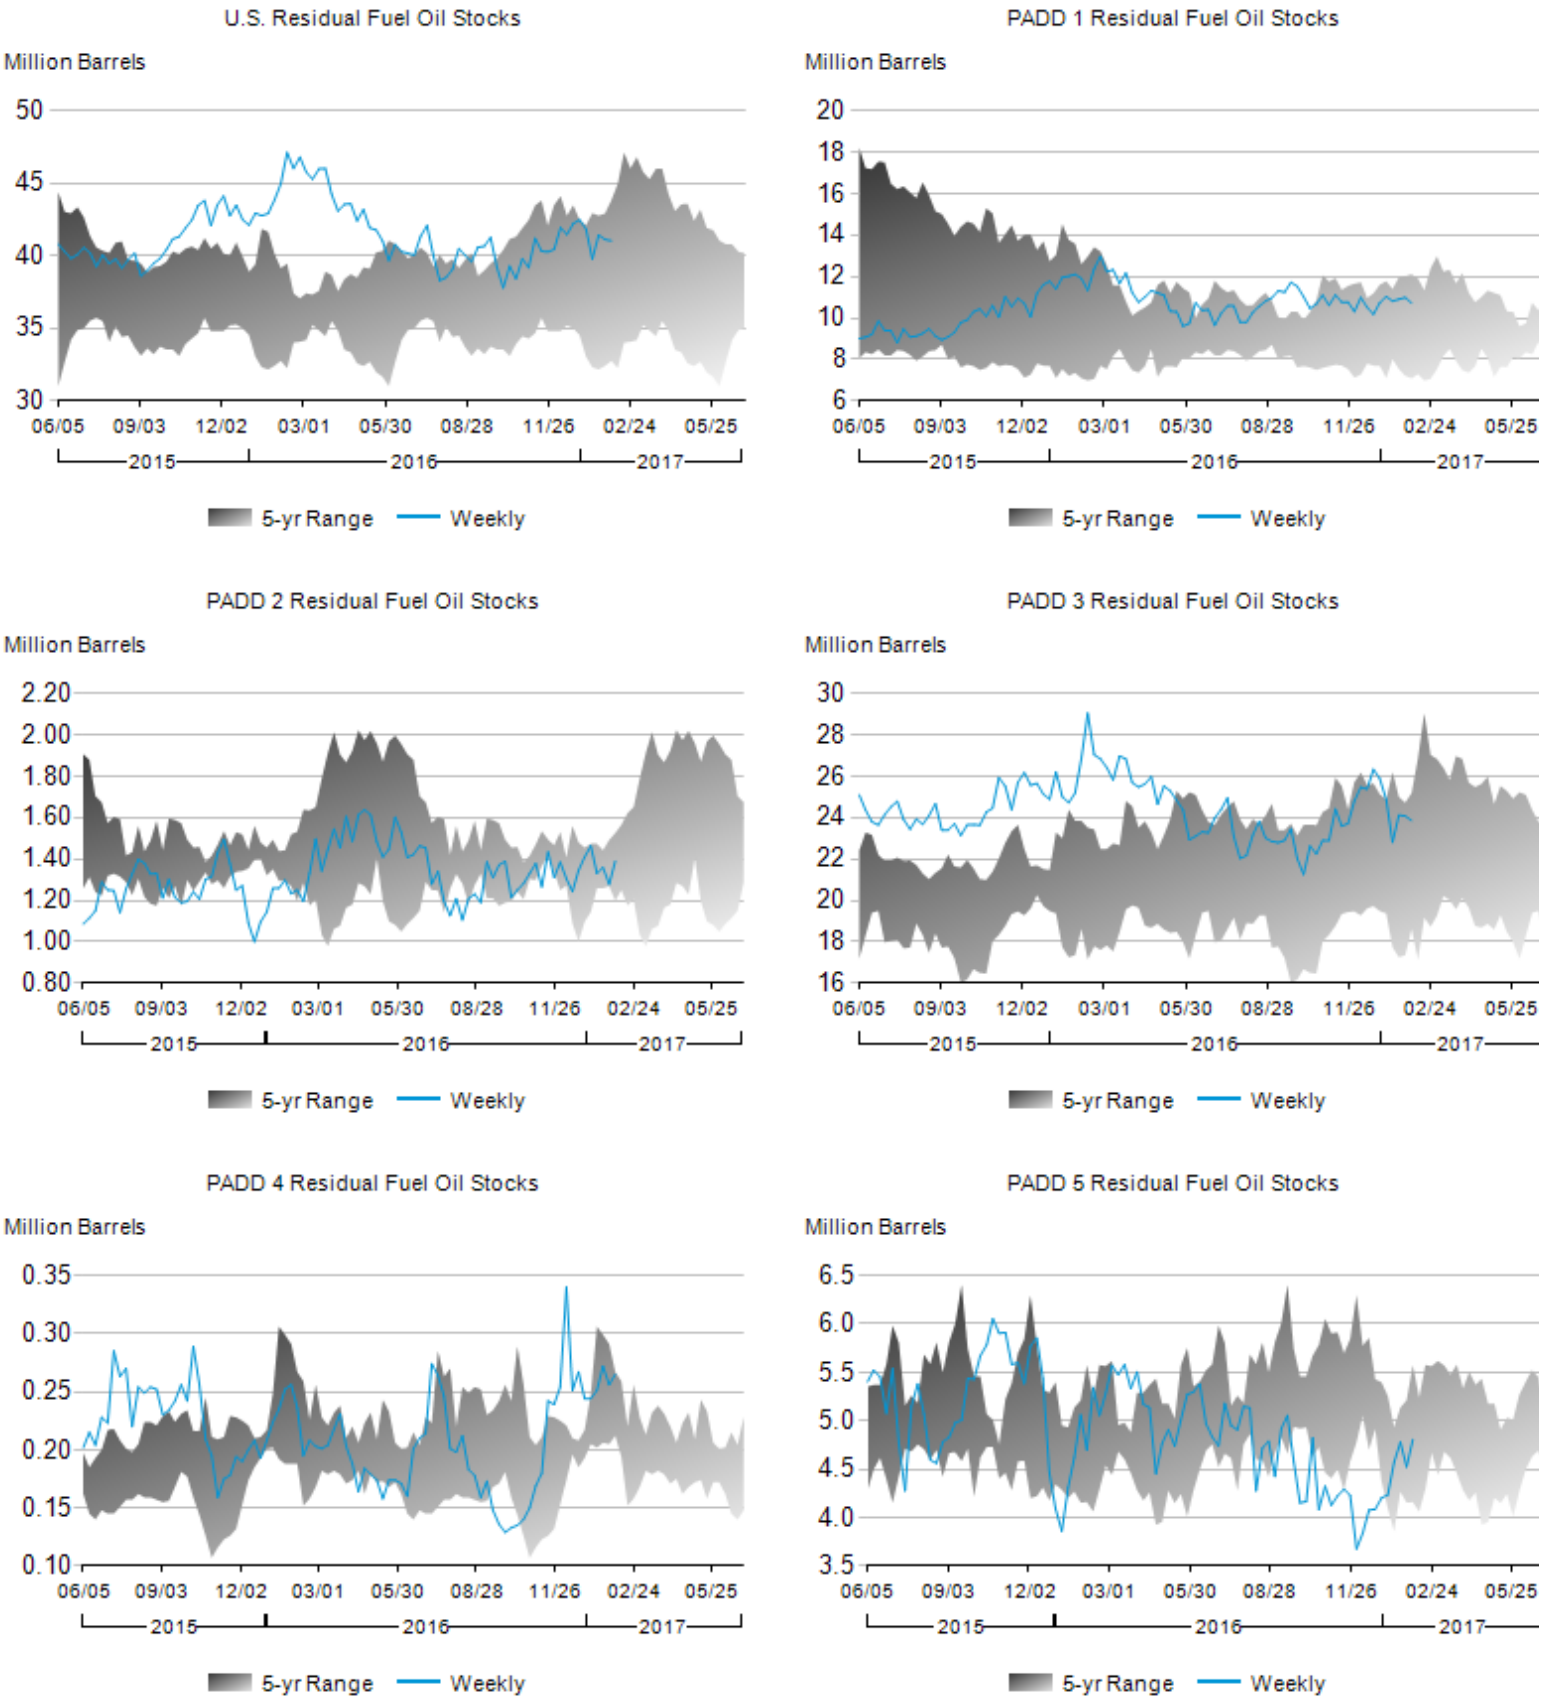 U.S. Residual Fuel Oil Stocks
Million Barrels
50
45
40
35
30
06/05 09/03 12/02 03/01 05/30 08/28 11/26 02/24 05/25
2015 2016 2017
5-yr Range Weekly
PADD 1 Residual Fuel Oil Stocks
Million Barrels
20
18
16
14
12
10
8
6
06/05 09/03 12/02 03/01 05/30 08/28 11/26 02/24 05/25
2015 2016 2017
5-yr Range Weekly
PADD 2 Residual Fuel Oil Stocks
Million Barrels
2.20
2.00
1.80
1.60
1.40
1.20
1.00
0.80
06/05 09/03 12/02 03/01 05/30 08/28 11/26 02/24 05/25
2015 2016 2017
5-yr Range Weekly
PADD 3 Residual Fuel Oil Stocks
Million Barrels
30
28
26
24
22
20
18
16
06/05 09/03 12/02 03/01 05/30 08/28 11/26 02/24 05/25
2015 2016 2017
5-yr Range Weekly
PADD 4 Residual Fuel Oil Stocks
Million Barrels
0.35
0.30
0.25
0.20
0.15
0.10
06/05 09/03 12/02 03/01 05/30 08/28 11/26 02/24 05/25
2015 2016 2017
5-yr Range Weekly
PADD 5 Residual Fuel Oil Stocks
Million Barrels
6.5
6.0
5.5
5.0
4.5
4.0
3.5
06/05 09/03 12/02 03/01 05/30 08/28 11/26 02/24 05/25
2015 2016 2017
5-yr Range Weekly